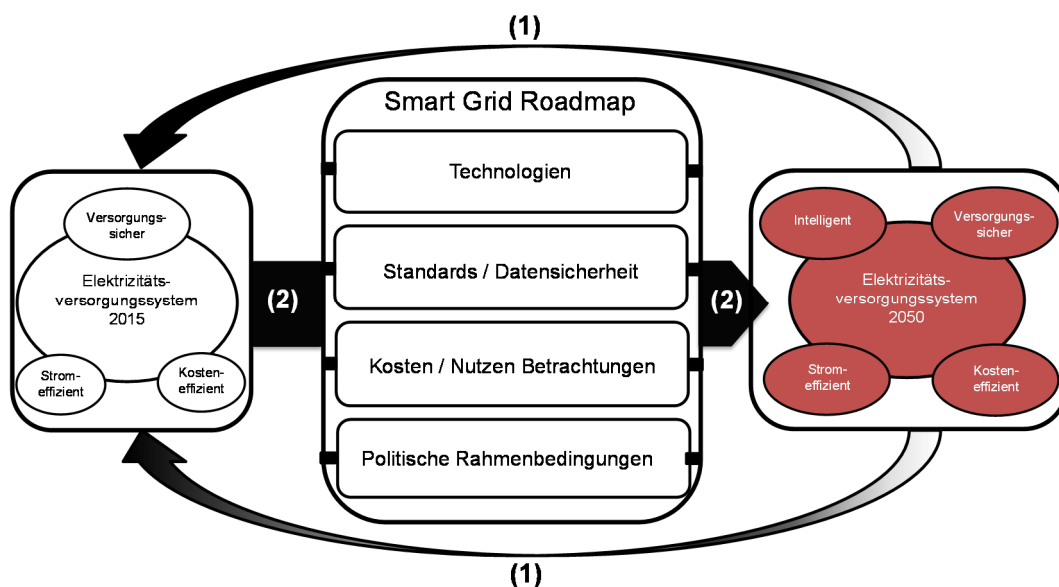 (1)
Smart Grid Roadmap
Technologien
Standards / Datensicherheit
Kosten / Nutzen Betrachtungen
Politische Rahmenbedingungen
Versorgungs-
sicher
Elektrizitäts-
versorgungssystem
2015
Strom-
effizient
Kosten-
effizient
(2)
(2)
Intelligent
Versorgungs-
sicher
Elektrizitäts-
versorgungssystem
2050
Strom-
effizient
Kosten-
effizient
(1)